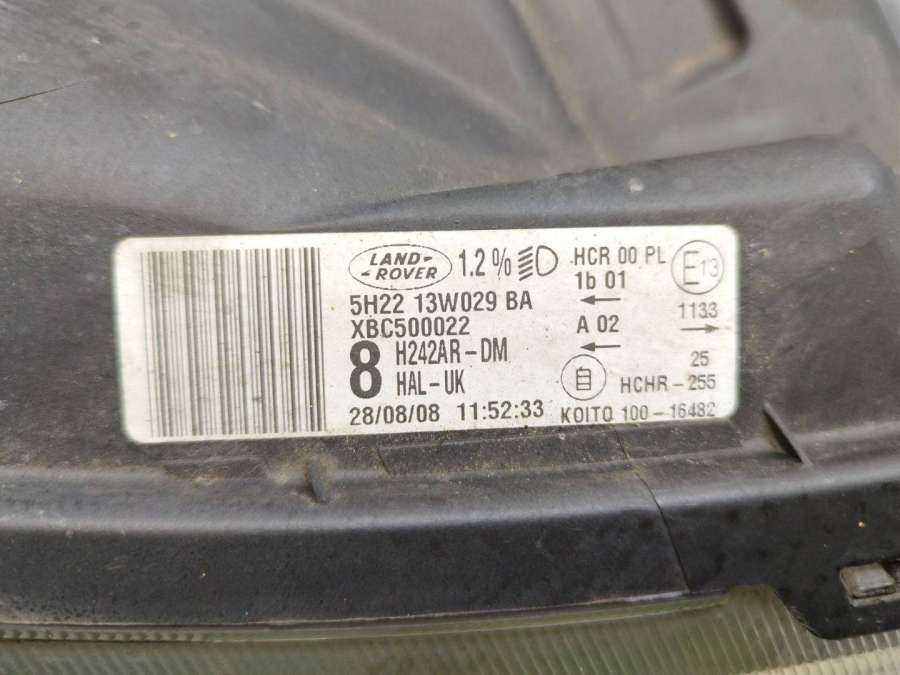 LAND-
-ROVER
1.2%
HCR 00 PL
E13
1b 01
5H22 13W029 BA
1133
XBC500022
A 02
8
H242AR-DM
25
HAL-UK
HCHR-255
28/08/08 11:52:33
KOITO 100-16482